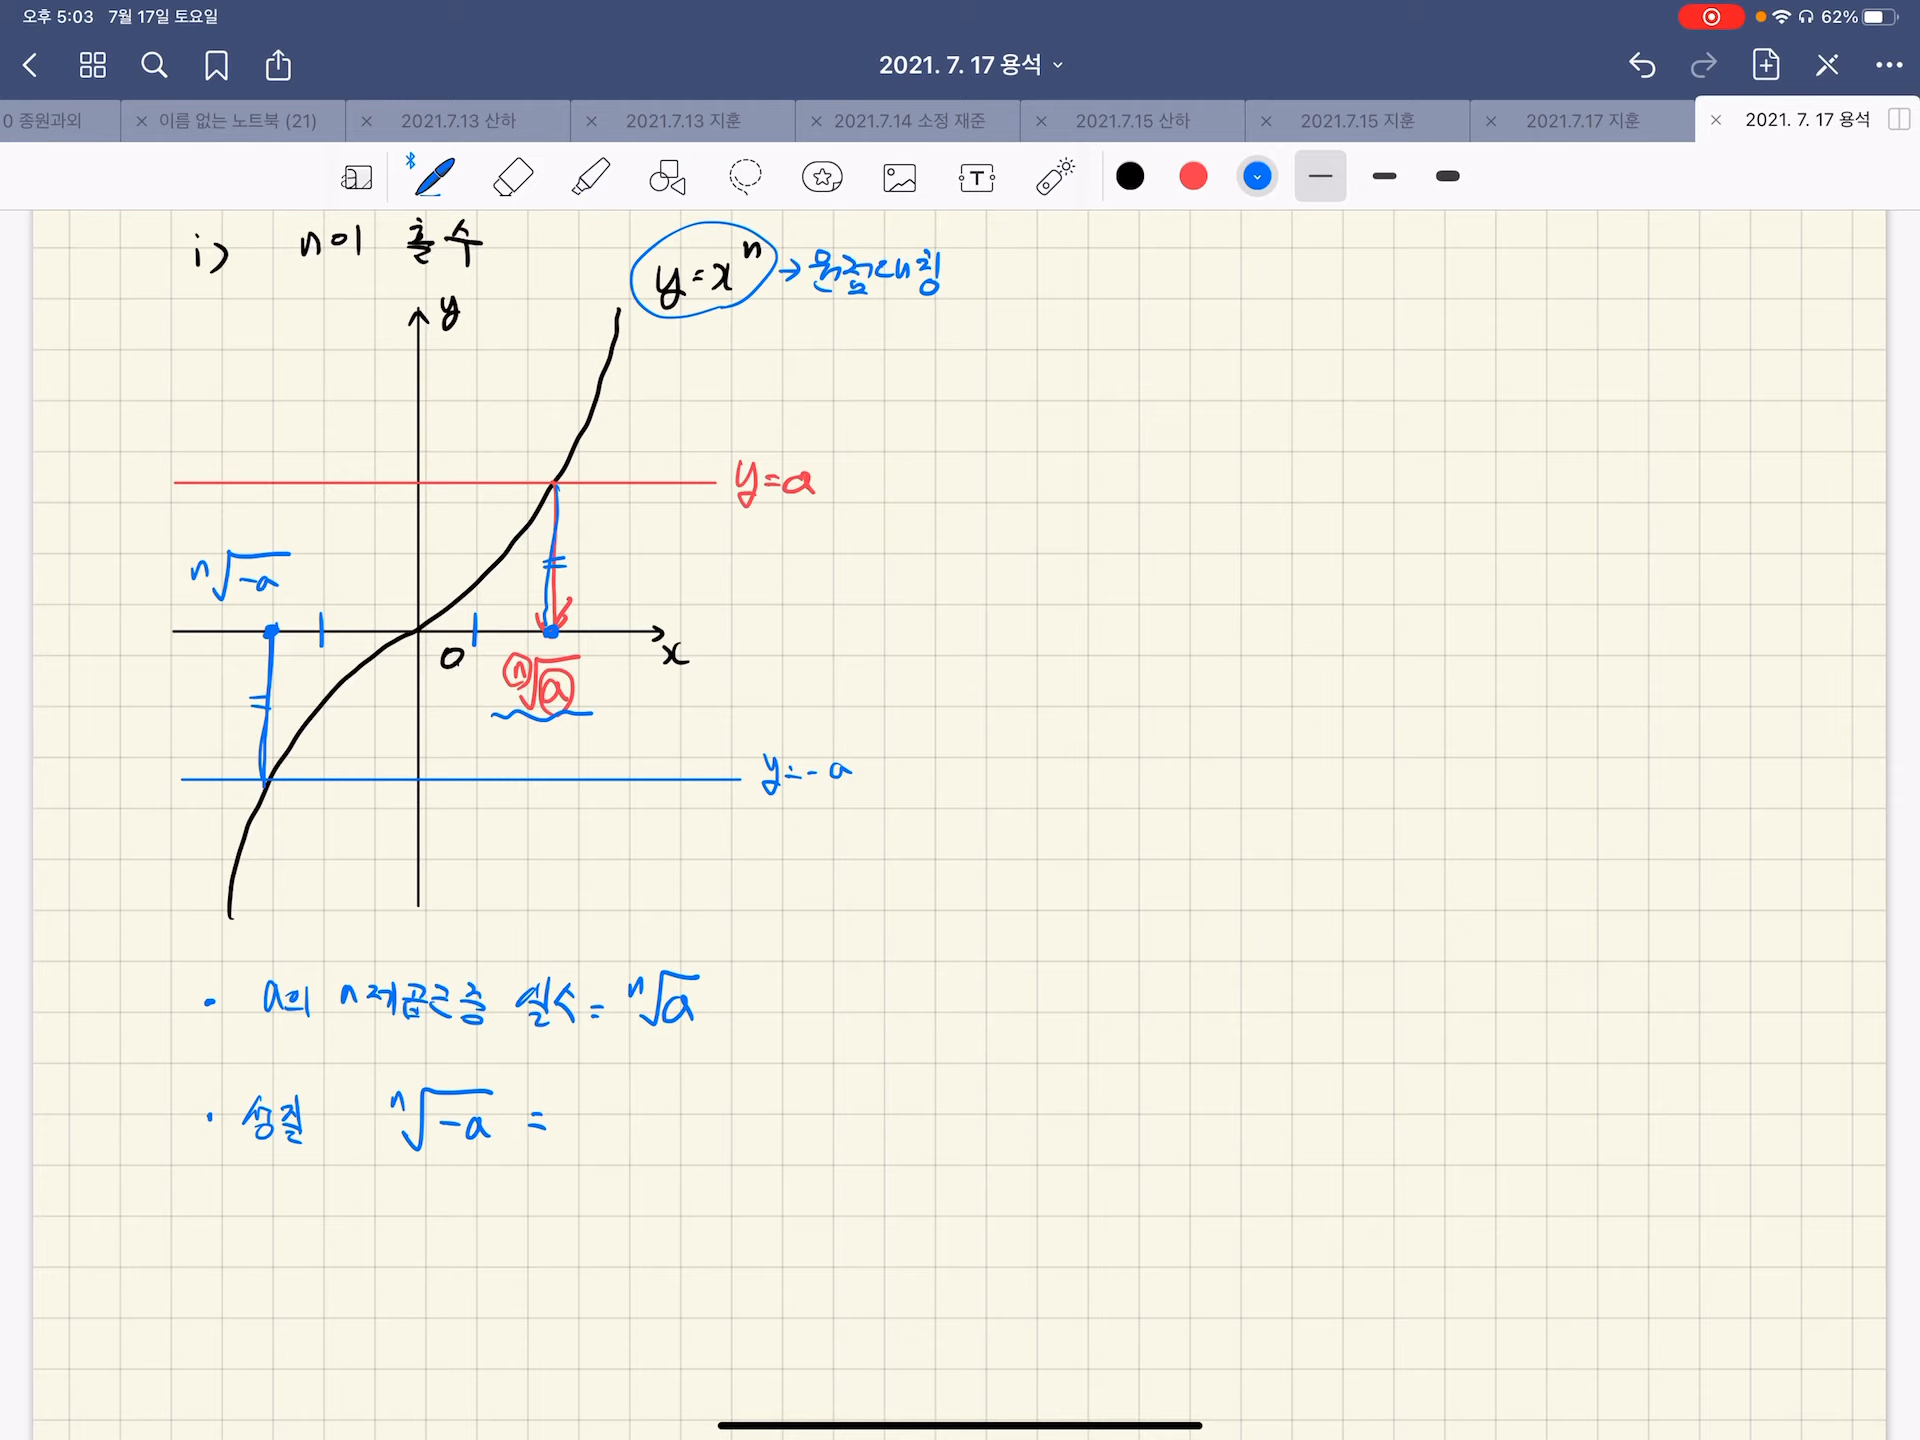 오후 5:03 7월 17일 토요일
62%
2021. 7. 17 용석
0 종원과외
이름 없는 노트북 (21)
2021.7.13 산하
2021.7.13 지훈
2021.7.14 소정 재준
2021.7.15 산하
2021.7.15 지훈
2021.7.17 지훈
2021. 7. 17 용석
i) n이 홀수
y=xⁿ → 원점대칭
y
y=a
ⁿ√-a
0
x
ⁿ√a
y=-a
· a의 n제곱근 중 실수 = ⁿ√a
· 성질 ⁿ√-a =